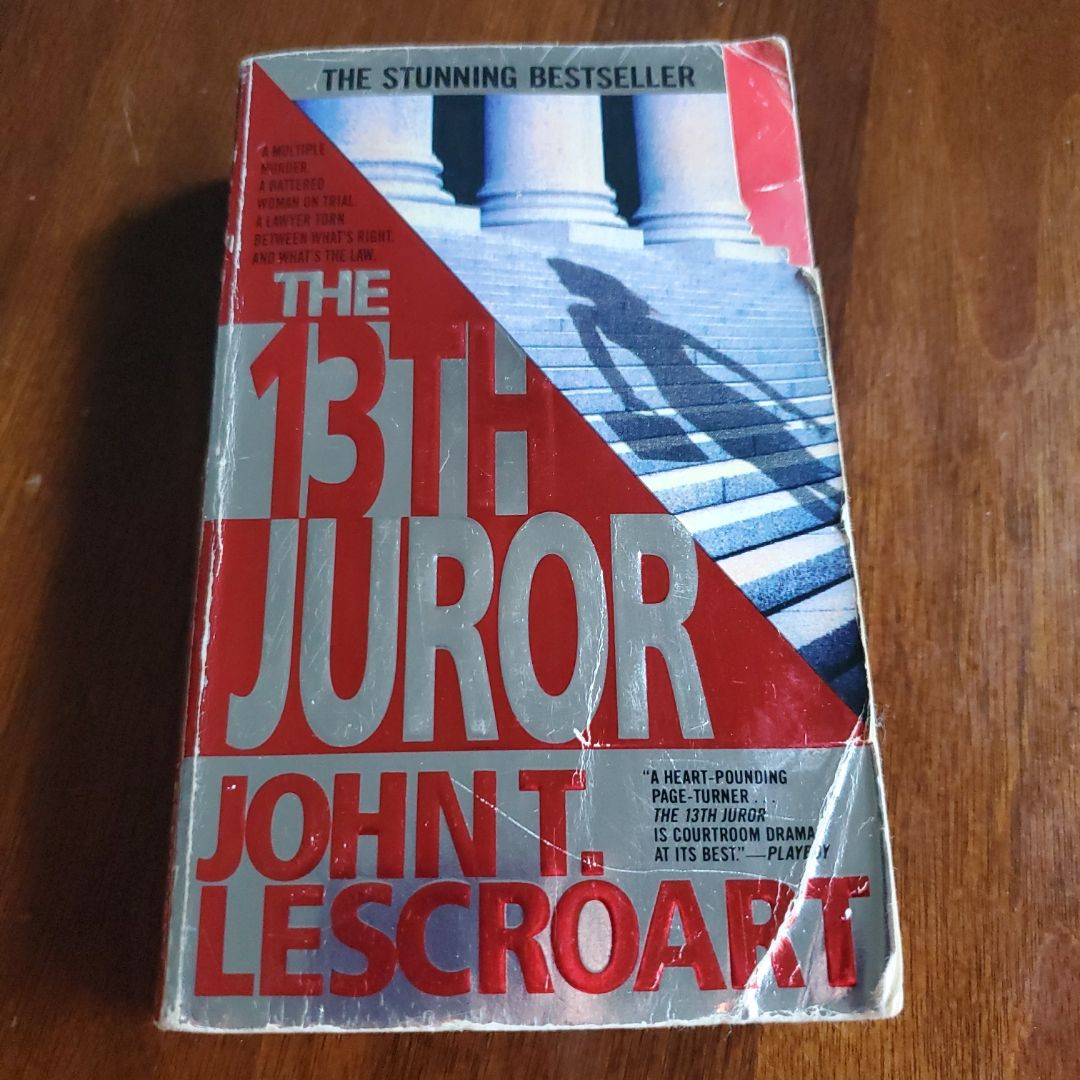 THE STUNNING BESTSELLER
A MULTIPLE
MURDER.
A BATTERED
WOMAN ON TRIAL.
A LAWYER TORN
BETWEEN WHAT'S RIGHT.
AND WHAT'S THE LAW.
THE
13TH
JUROR
JOHN T.
LESCROART
"A HEART-POUNDING
PAGE-TURNER...
THE 13TH JUROR
IS COURTROOM DRAMA
AT ITS BEST."—PLAYBOY